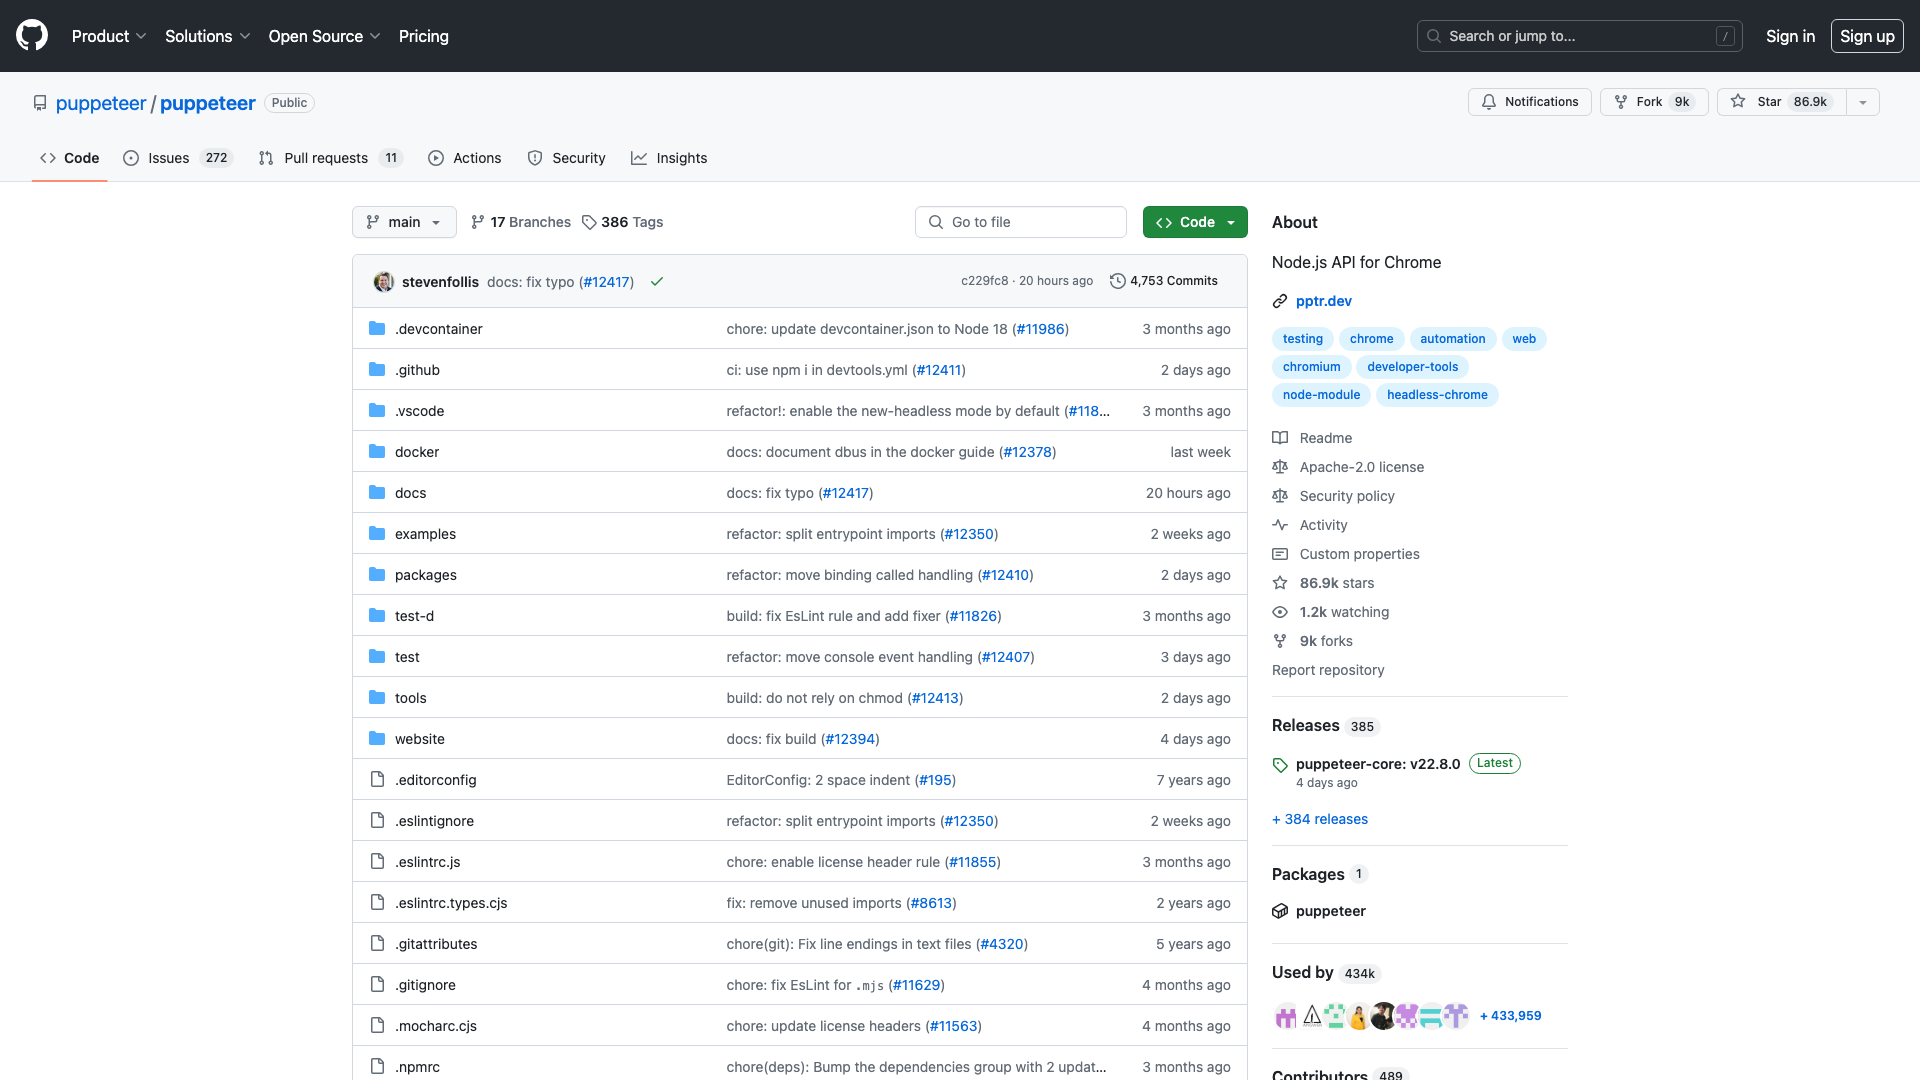 Product Solutions Open Source Pricing Search or jump to... / Sign in Sign up
puppeteer / puppeteer Public Notifications Fork 9k Star 86.9k
Code Issues 272 Pull requests 11 Actions Security Insights
main 17 Branches 386 Tags Go to file Code
stevenfollis docs: fix typo (#12417) c229fc8 · 20 hours ago 4,753 Commits
.devcontainer chore: update devcontainer.json to Node 18 (#11986) 3 months ago
.github ci: use npm i in devtools.yml (#12411) 2 days ago
.vscode refactor!: enable the new-headless mode by default (#118... 3 months ago
docker docs: document dbus in the docker guide (#12378) last week
docs docs: fix typo (#12417) 20 hours ago
examples refactor: split entrypoint imports (#12350) 2 weeks ago
packages refactor: move binding called handling (#12410) 2 days ago
test-d build: fix EsLint rule and add fixer (#11826) 3 months ago
test refactor: move console event handling (#12407) 3 days ago
tools build: do not rely on chmod (#12413) 2 days ago
website docs: fix build (#12394) 4 days ago
.editorconfig EditorConfig: 2 space indent (#195) 7 years ago
.eslintignore refactor: split entrypoint imports (#12350) 2 weeks ago
.eslintrc.js chore: enable license header rule (#11855) 3 months ago
.eslintrc.types.cjs fix: remove unused imports (#8613) 2 years ago
.gitattributes chore(git): Fix line endings in text files (#4320) 5 years ago
.gitignore chore: fix EsLint for .mjs (#11629) 4 months ago
.mocharc.cjs chore: update license headers (#11563) 4 months ago
.npmrc chore(deps): Bump the dependencies group with 2 updat... 3 months ago
About
Node.js API for Chrome
pptr.dev
testing chrome automation web
chromium developer-tools
node-module headless-chrome
Readme
Apache-2.0 license
Security policy
Activity
Custom properties
86.9k stars
1.2k watching
9k forks
Report repository
Releases 385
puppeteer-core: v22.8.0 Latest
4 days ago
+ 384 releases
Packages 1
puppeteer
Used by 434k
+ 433,959
Contributors 489